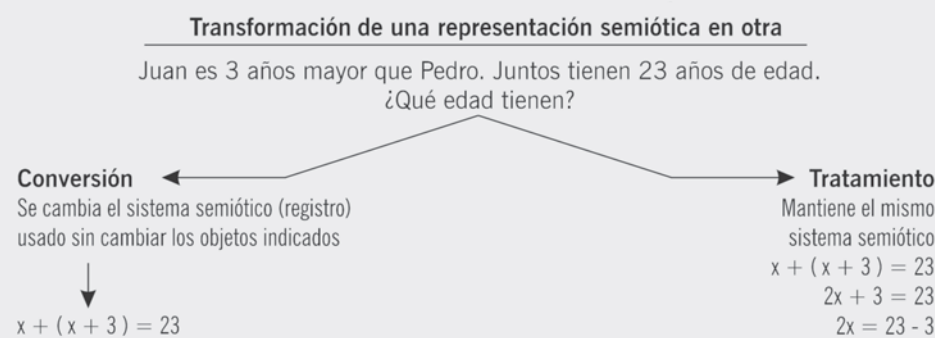 Transformación de una representación semiótica en otra
Juan es 3 años mayor que Pedro. Juntos tienen 23 años de edad.
¿Qué edad tienen?
Conversión
Se cambia el sistema semiótico (registro)
usado sin cambiar los objetos indicados
x + ( x + 3 ) = 23
Tratamiento
Mantiene el mismo
sistema semiótico
x + ( x + 3 ) = 23
2x + 3 = 23
2x = 23 - 3